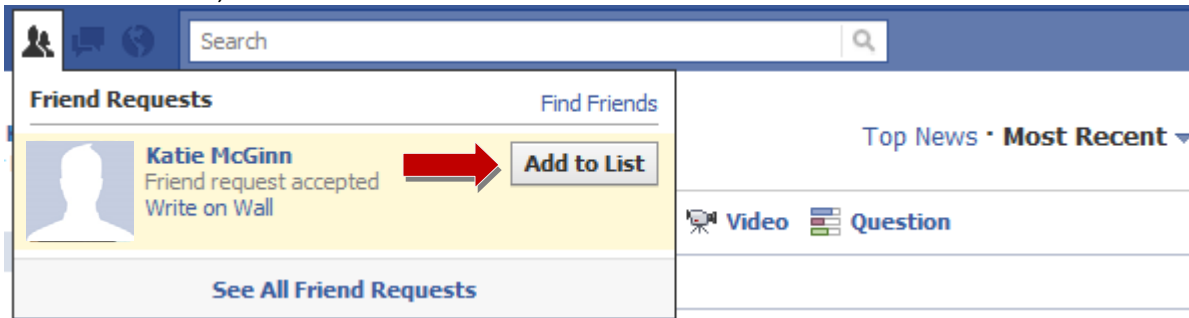 Search
Friend Requests Find Friends
Top News · Most Recent
Katie McGinn
Friend request accepted
Write on Wall
Add to List
Video Question
See All Friend Requests